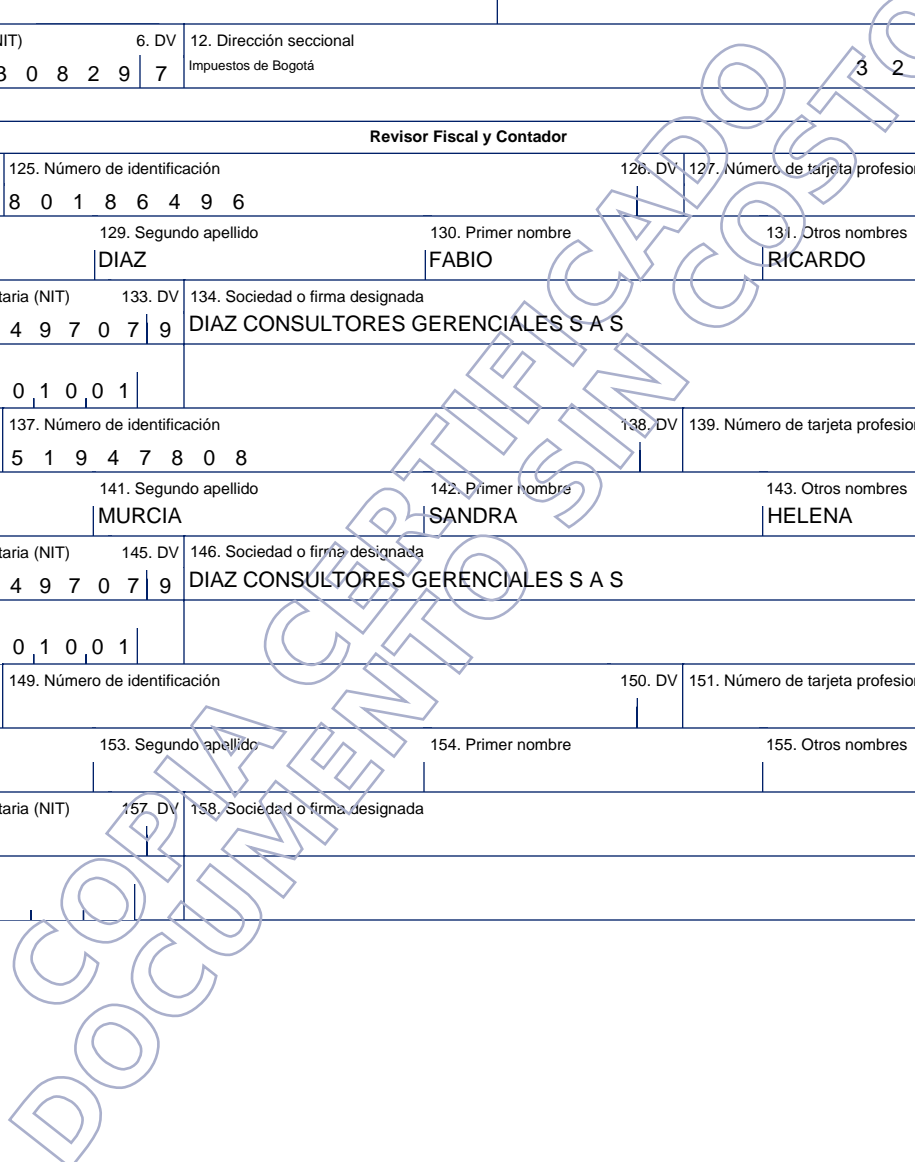 NIT) 6. DV 12. Dirección seccional
3 0 8 2 9 7 Impuestos de Bogotá 3 2
Revisor Fiscal y Contador
125. Número de identificación 126. DV 127. Número de tarjeta profesion
8 0 1 8 6 4 9 6
129. Segundo apellido 130. Primer nombre 131. Otros nombres
DIAZ FABIO RICARDO
taria (NIT) 133. DV 134. Sociedad o firma designada
4 9 7 0 7 9 DIAZ CONSULTORES GERENCIALES S A S
0 1 0 0 1
137. Número de identificación 138. DV 139. Número de tarjeta profesion
5 1 9 4 7 8 0 8
141. Segundo apellido 142. Primer nombre 143. Otros nombres
MURCIA SANDRA HELENA
taria (NIT) 145. DV 146. Sociedad o firma designada
4 9 7 0 7 9 DIAZ CONSULTORES GERENCIALES S A S
0 1 0 0 1
149. Número de identificación 150. DV 151. Número de tarjeta profesion
153. Segundo apellido 154. Primer nombre 155. Otros nombres
taria (NIT) 157. DV 158. Sociedad o firma designada
COPIA CERTIFICADO
DOCUMENTO SIN COSTO